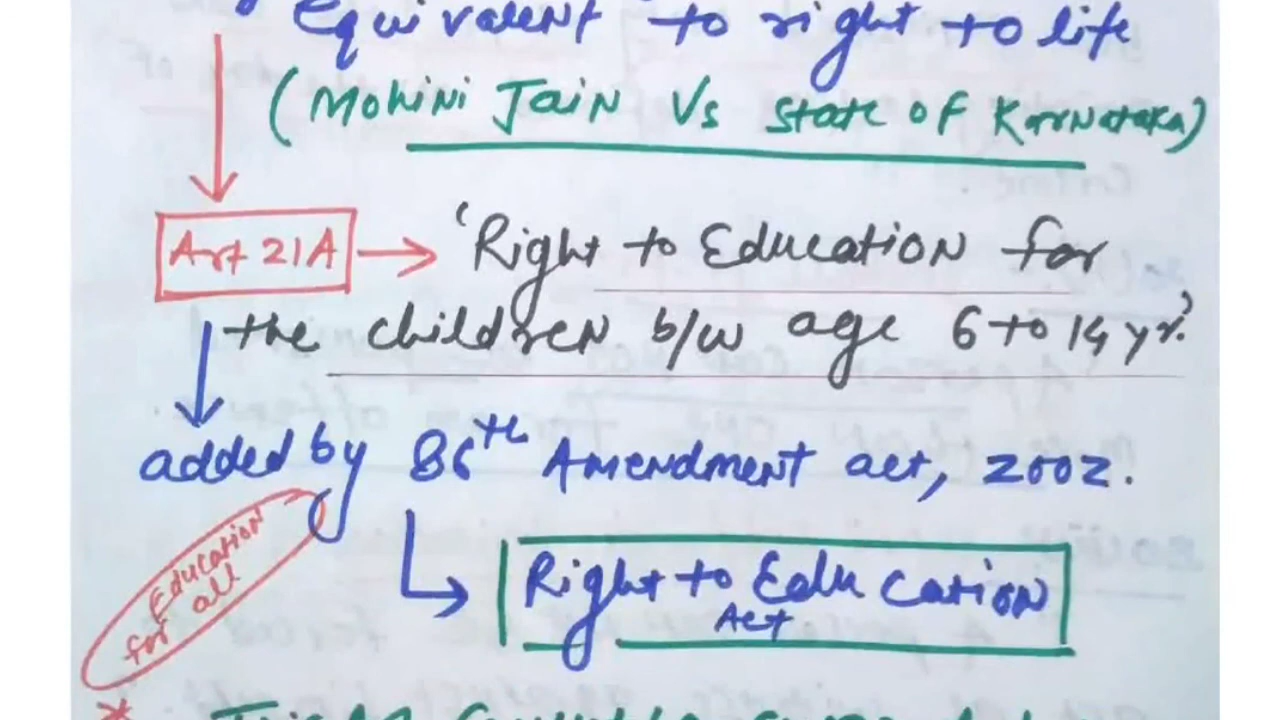 Equivalent to right to life
(Mohini Jain Vs State of Karnataka)
Art 21A → 'Right to Education for
the children b/w age 6 to 14 yr.'
added by 86th Amendment act, 2002.
Education
for all
Right to Education
Act